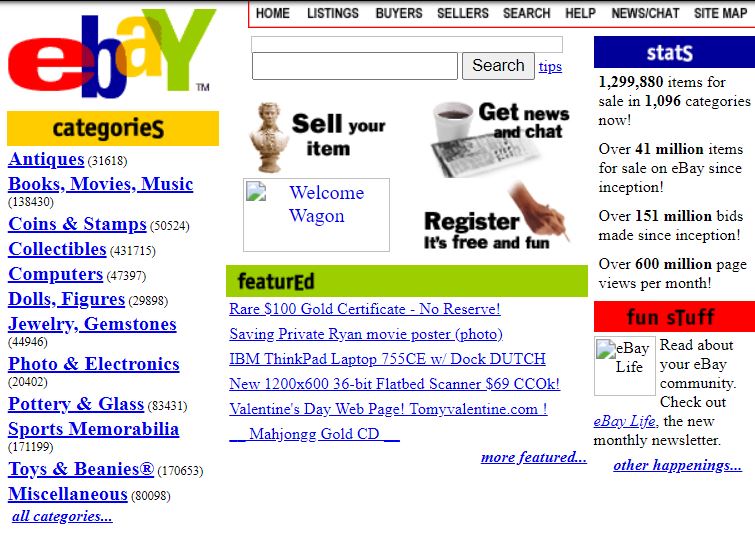 ebaY™
HOME LISTINGS BUYERS SELLERS SEARCH HELP NEWS/CHAT SITE MAP
Search tips
categorieS
Antiques (31618)
Books, Movies, Music
(138430)
Coins & Stamps (50524)
Collectibles (431715)
Computers (47397)
Dolls, Figures (29898)
Jewelry, Gemstones
(44946)
Photo & Electronics
(20402)
Pottery & Glass (83431)
Sports Memorabilia
(171199)
Toys & Beanies® (170653)
Miscellaneous (80098)
all categories...
Sell your
item
Get news
and chat
Welcome
Wagon
Register
It's free and fun
featurEd
Rare $100 Gold Certificate - No Reserve!
Saving Private Ryan movie poster (photo)
IBM ThinkPad Laptop 755CE w/ Dock DUTCH
New 1200x600 36-bit Flatbed Scanner $69 CCOk!
Valentine's Day Web Page! Tomyvalentine.com !
__ Mahjongg Gold CD __
more featured...
statS
1,299,880 items for
sale in 1,096 categories
now!
Over 41 million items
for sale on eBay since
inception!
Over 151 million bids
made since inception!
Over 600 million page
views per month!
fun sTuff
eBay
Life
Read about
your eBay
community.
Check out
eBay Life, the new
monthly newsletter.
other happenings...